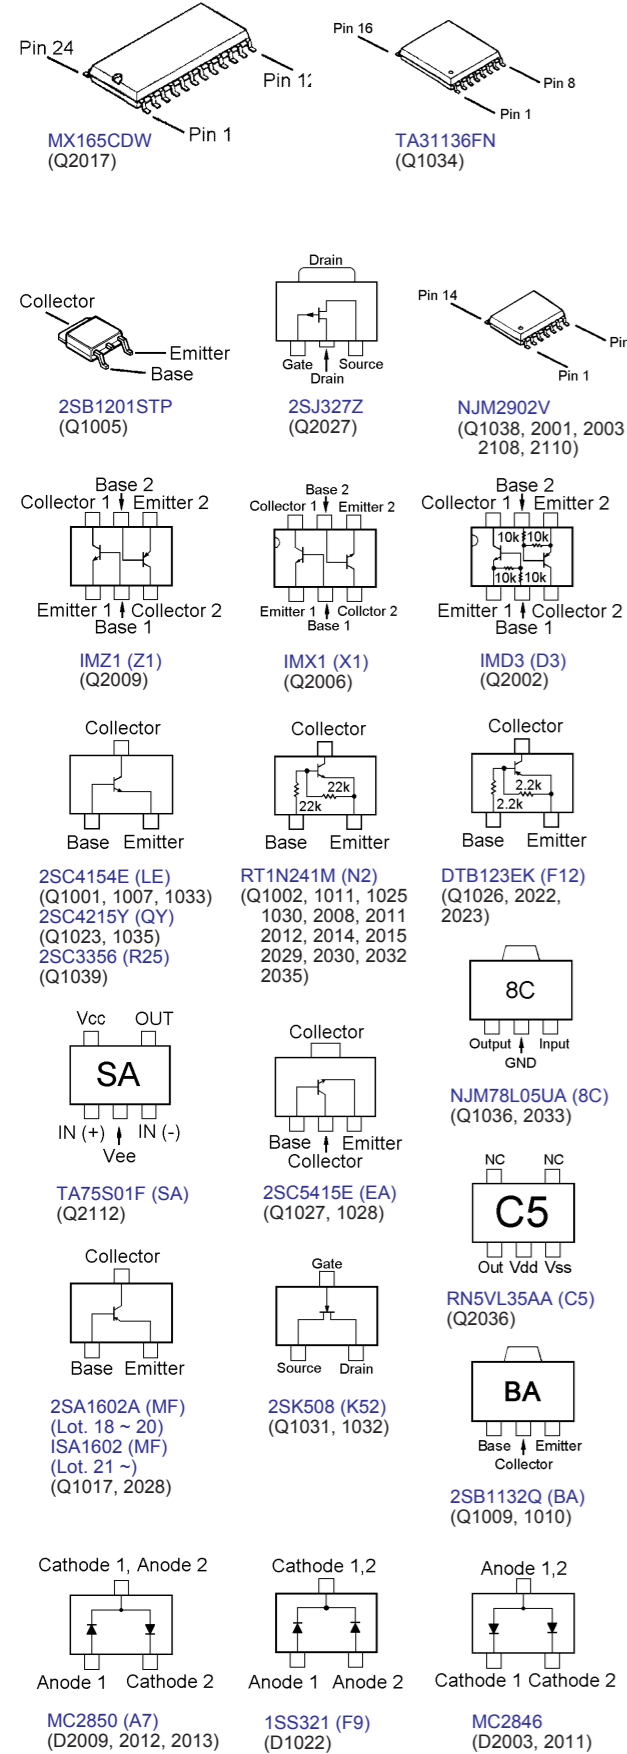 Pin 24
Pin 12
Pin 1
MX165CDW
(Q2017)
Pin 16
Pin 8
Pin 1
TA31136FN
(Q1034)
Collector
Emitter
Base
2SB1201STP
(Q1005)
Drain
Gate
Source
Drain
2SJ327Z
(Q2027)
Pin 14
Pin
Pin 1
NJM2902V
(Q1038, 2001, 2003
2108, 2110)
Base 2
Collector 1
Emitter 2
Emitter 1
Collector 2
Base 1
IMZ1 (Z1)
(Q2009)
Base 2
Collector 1
Emitter 2
Emitter 1
Collctor 2
Base 1
IMX1 (X1)
(Q2006)
Base 2
Collector 1
Emitter 2
10k
10k
10k
10k
Emitter 1
Collector 2
Base 1
IMD3 (D3)
(Q2002)
Collector
Base Emitter
2SC4154E (LE)
(Q1001, 1007, 1033)
2SC4215Y (QY)
(Q1023, 1035)
2SC3356 (R25)
(Q1039)
Collector
22k
22k
Base Emitter
RT1N241M (N2)
(Q1002, 1011, 1025
1030, 2008, 2011
2012, 2014, 2015
2029, 2030, 2032
2035)
Collector
2.2k
2.2k
Base Emitter
DTB123EK (F12)
(Q1026, 2022,
2023)
8C
Output
Input
GND
NJM78L05UA (8C)
(Q1036, 2033)
Vcc OUT
SA
IN (+)
IN (-)
Vee
TA75S01F (SA)
(Q2112)
Collector
Base
Emitter
Collector
2SC5415E (EA)
(Q1027, 1028)
NC NC
C5
Out Vdd Vss
RN5VL35AA (C5)
(Q2036)
Collector
Base Emitter
2SA1602A (MF)
(Lot. 18 ~ 20)
ISA1602 (MF)
(Lot. 21 ~)
(Q1017, 2028)
Gate
Source Drain
2SK508 (K52)
(Q1031, 1032)
BA
Base
Emitter
Collector
2SB1132Q (BA)
(Q1009, 1010)
Cathode 1, Anode 2
Anode 1 Cathode 2
MC2850 (A7)
(D2009, 2012, 2013)
Cathode 1,2
Anode 1 Anode 2
1SS321 (F9)
(D1022)
Anode 1,2
Cathode 1 Cathode 2
MC2846
(D2003, 2011)